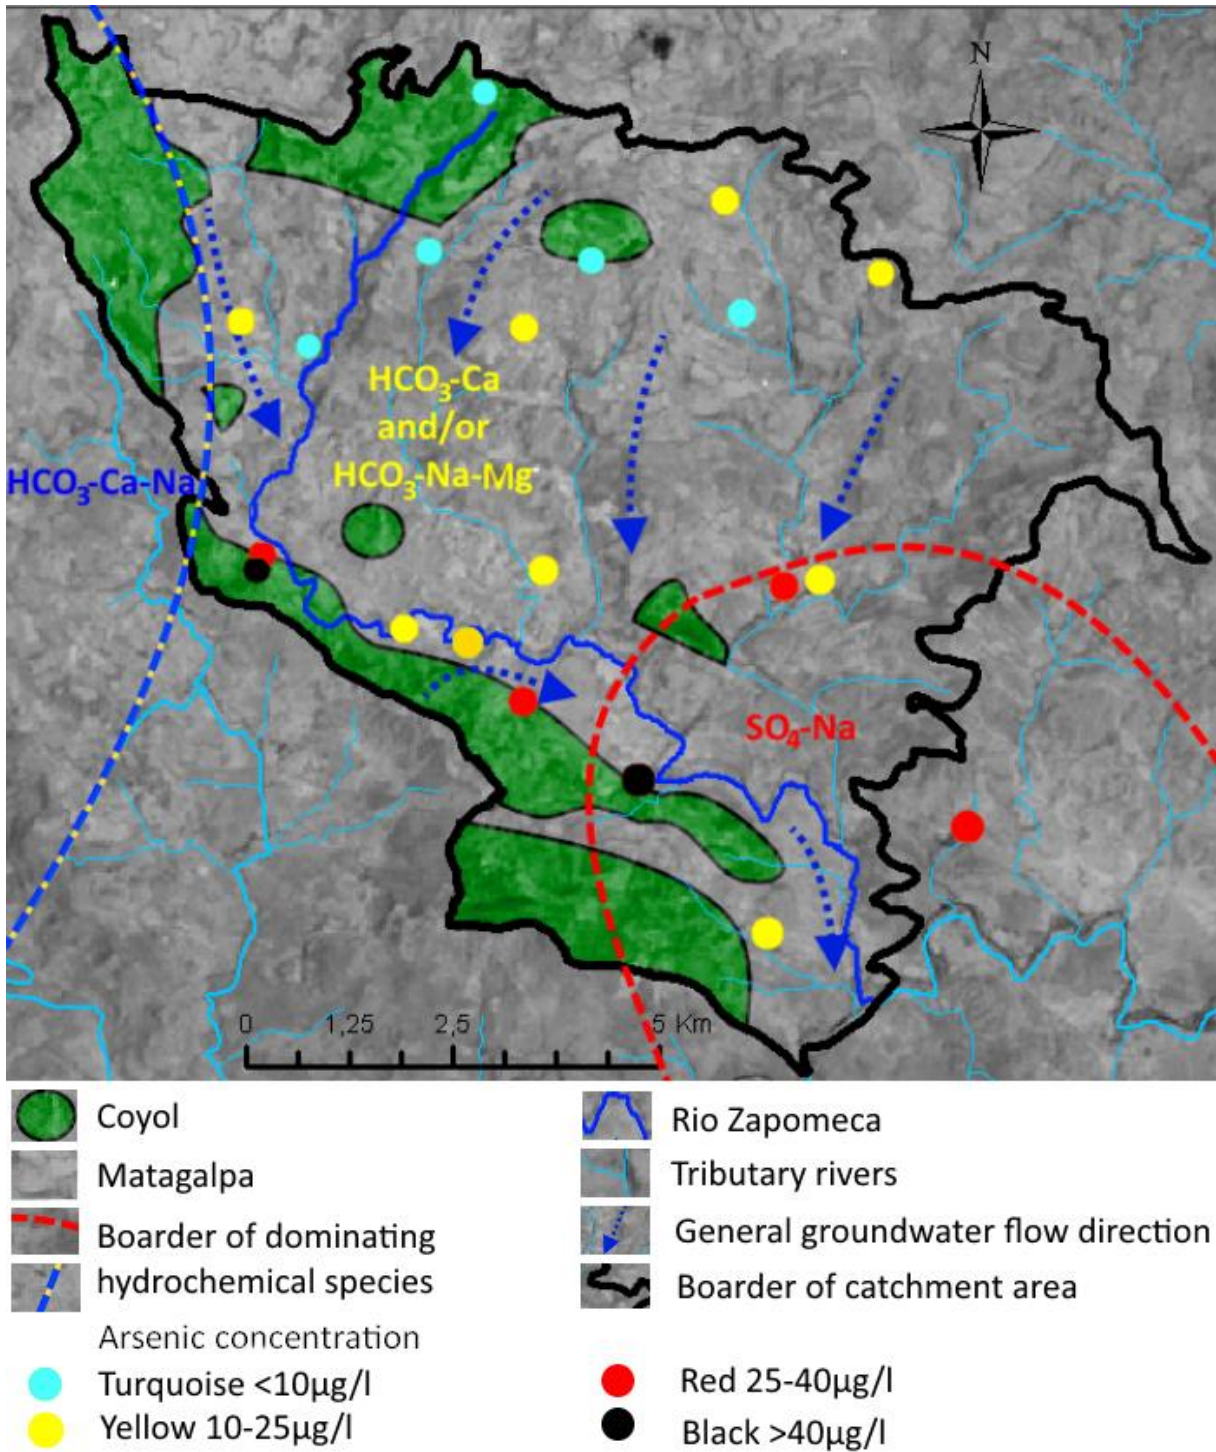 N
HCO₃-Ca
and/or
HCO₃-Na-Mg
HCO₃-Ca-Na
SO₄-Na
0 1,25 2,5 5 Km
Coyol
Matagalpa
Boarder of dominating
hydrochemical species
Rio Zapomeca
Tributary rivers
General groundwater flow direction
Boarder of catchment area
Arsenic concentration
Turquoise <10µg/l
Yellow 10-25µg/l
Red 25-40µg/l
Black >40µg/l